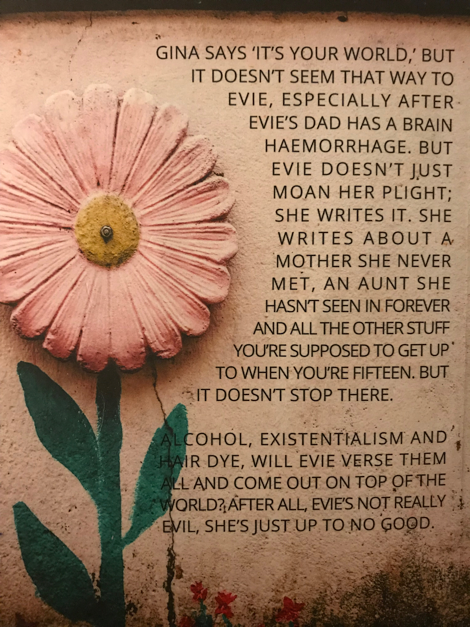 GINA SAYS ‘IT’S YOUR WORLD,’ BUT
IT DOESN’T SEEM THAT WAY TO
EVIE, ESPECIALLY AFTER
EVIE’S DAD HAS A BRAIN
HAEMORRHAGE. BUT
EVIE DOESN’T JUST
MOAN HER PLIGHT;
SHE WRITES IT. SHE
WRITES ABOUT A
MOTHER SHE NEVER
MET, AN AUNT SHE
HASN’T SEEN IN FOREVER
AND ALL THE OTHER STUFF
YOU’RE SUPPOSED TO GET UP
TO WHEN YOU’RE FIFTEEN. BUT
IT DOESN’T STOP THERE.
ALCOHOL, EXISTENTIALISM AND
HAIR DYE, WILL EVIE VERSE THEM
ALL AND COME OUT ON TOP OF THE
WORLD? AFTER ALL, EVIE’S NOT REALLY
EVIL, SHE’S JUST UP TO NO GOOD.